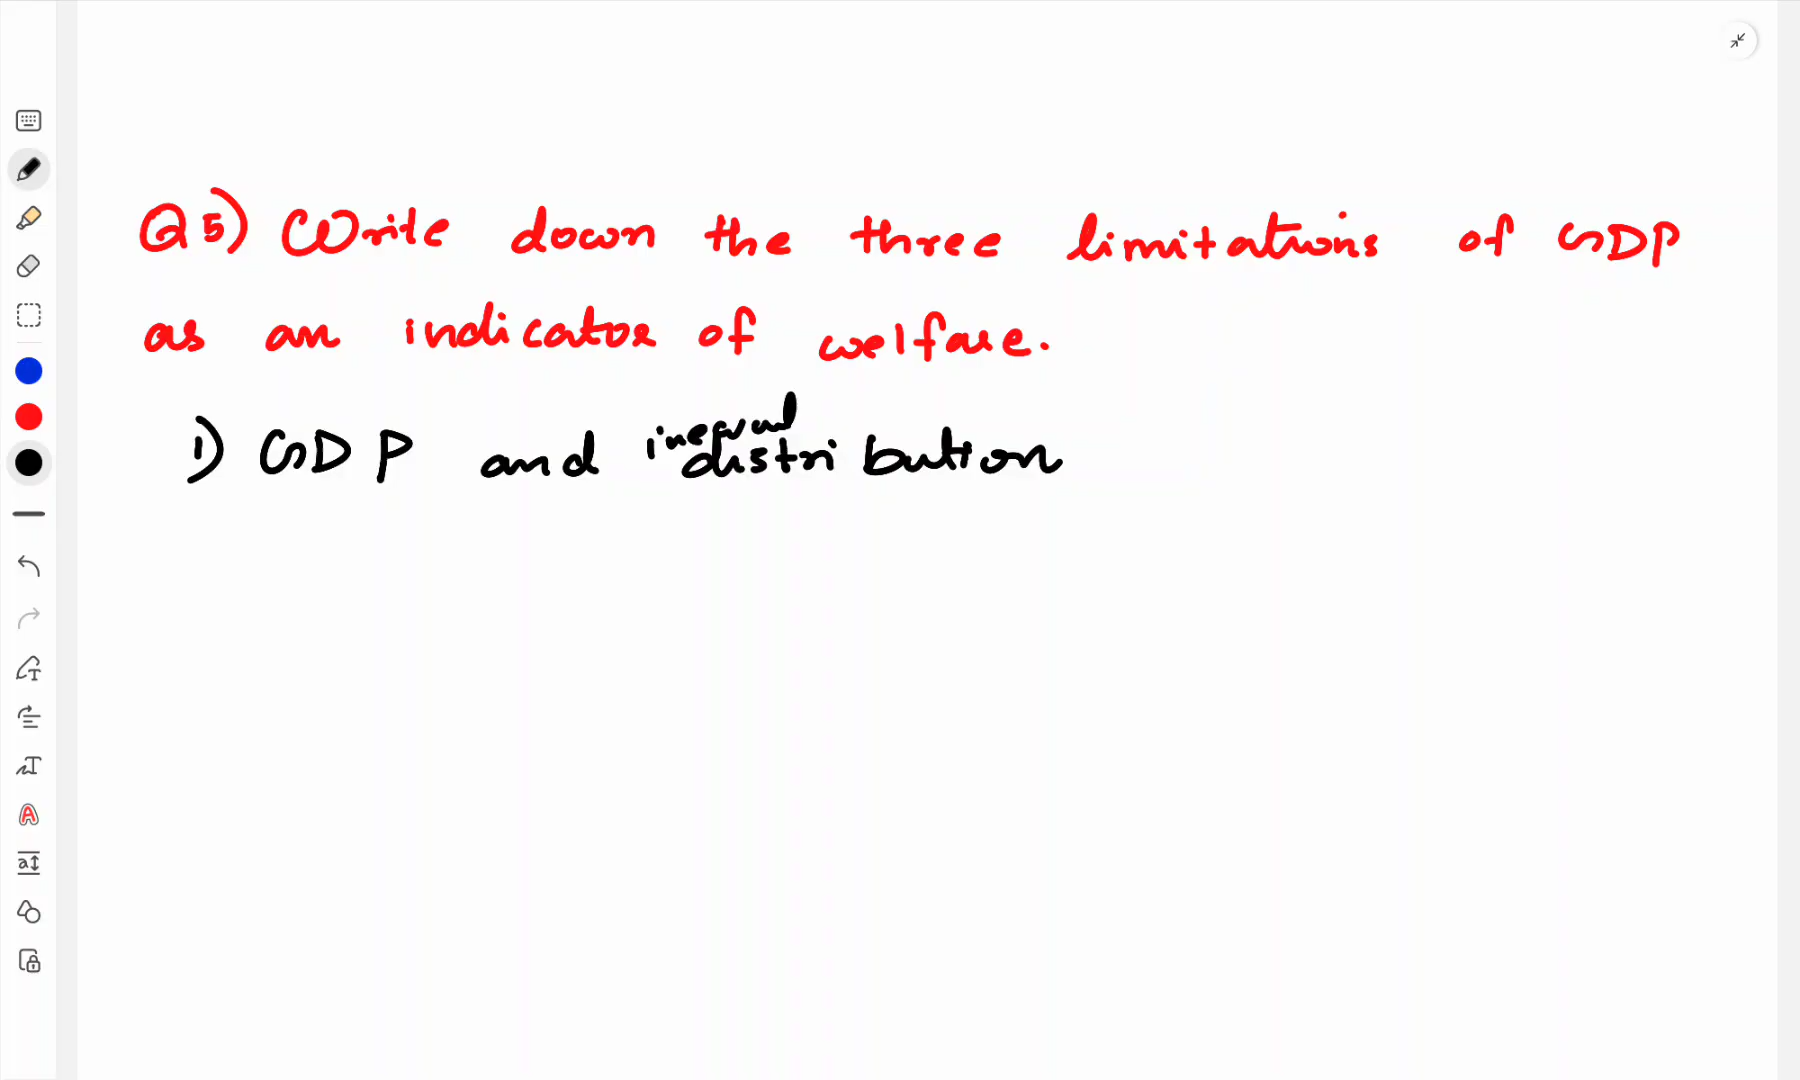 Q5) Write down the three limitations of GDP
as an indicator of welfare.
1) GDP and inequal distribution